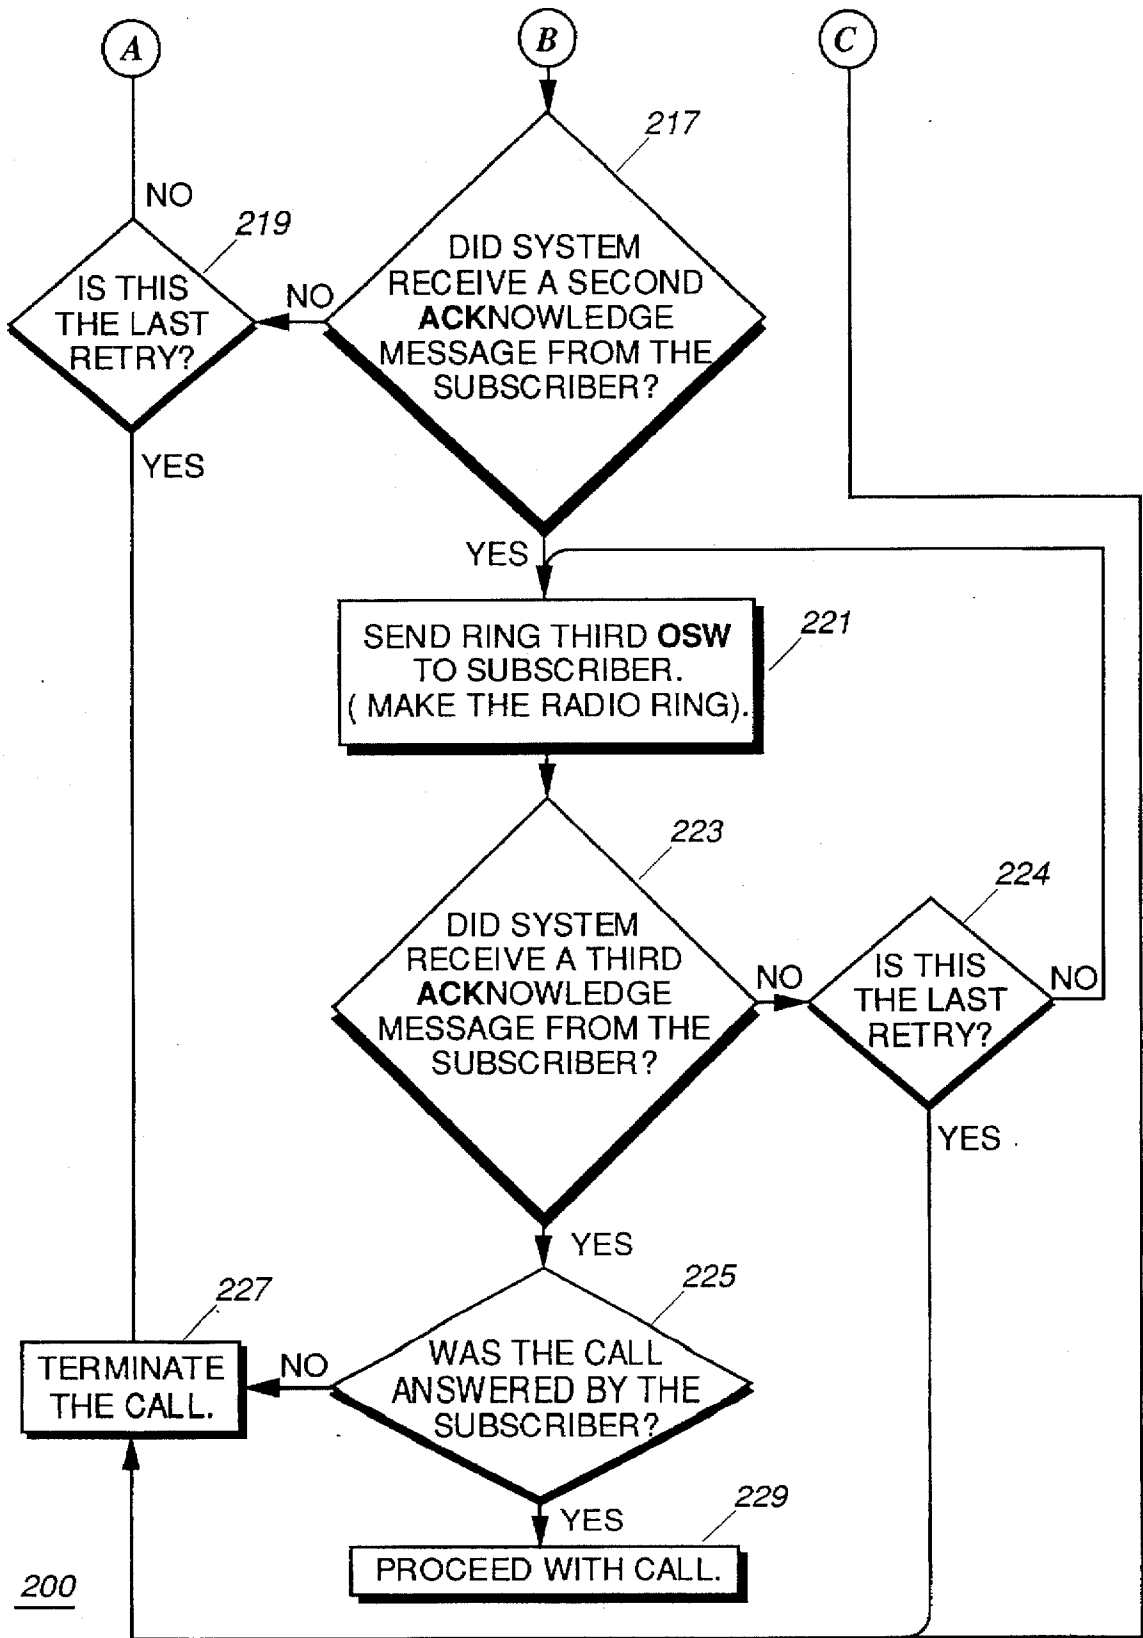 A
B
C
217
NO
219
DID SYSTEM
RECEIVE A SECOND
ACKNOWLEDGE
MESSAGE FROM THE
SUBSCRIBER?
IS THIS
THE LAST
RETRY?
NO
YES
YES
SEND RING THIRD OSW
TO SUBSCRIBER.
( MAKE THE RADIO RING).
221
223
224
DID SYSTEM
RECEIVE A THIRD
ACKNOWLEDGE
MESSAGE FROM THE
SUBSCRIBER?
NO
IS THIS
THE LAST
RETRY?
NO
YES
YES
227
225
TERMINATE
THE CALL.
NO
WAS THE CALL
ANSWERED BY THE
SUBSCRIBER?
YES
229
PROCEED WITH CALL.
200